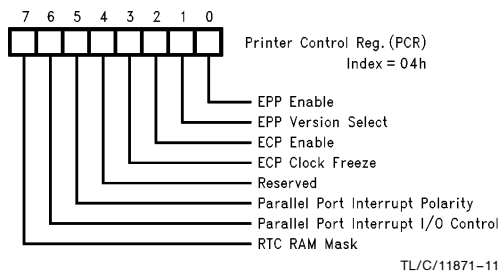 7 6 5 4 3 2 1 0
Printer Control Reg. (PCR)
Index = 04h
EPP Enable
EPP Version Select
ECP Enable
ECP Clock Freeze
Reserved
Parallel Port Interrupt Polarity
Parallel Port Interrupt I/O Control
RTC RAM Mask
TL/C/11871–11